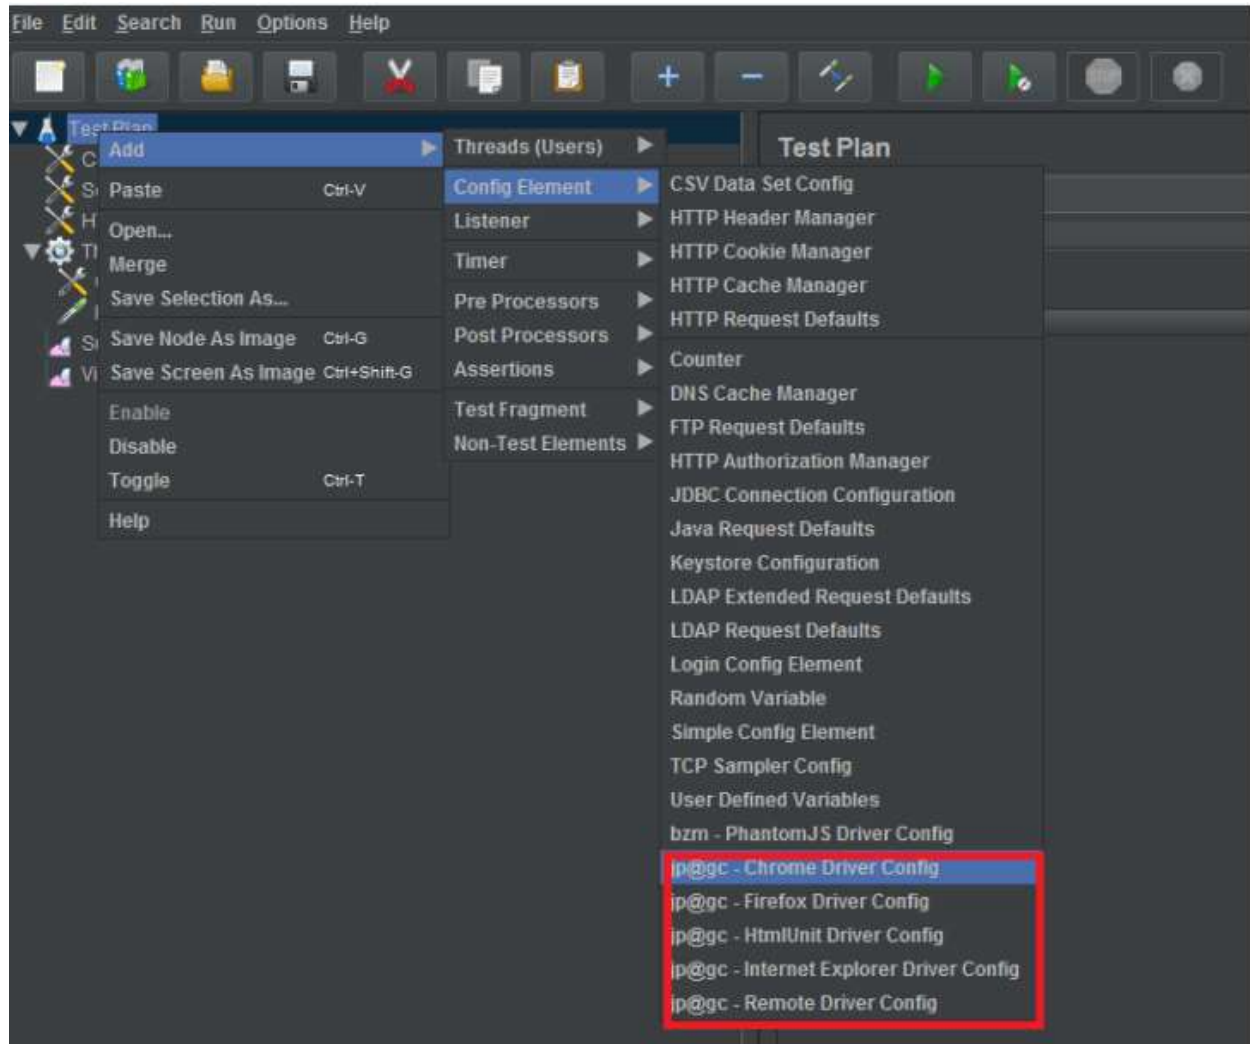 File Edit Search Run Options Help
Test Plan
Test Plan
Add
Paste Ctrl-V
Open...
Merge
Save Selection As...
Save Node As Image Ctrl-G
Save Screen As Image Ctrl+Shift-G
Enable
Disable
Toggle Ctrl-T
Help
Threads (Users)
Config Element
Listener
Timer
Pre Processors
Post Processors
Assertions
Test Fragment
Non-Test Elements
CSV Data Set Config
HTTP Header Manager
HTTP Cookie Manager
HTTP Cache Manager
HTTP Request Defaults
Counter
DNS Cache Manager
FTP Request Defaults
HTTP Authorization Manager
JDBC Connection Configuration
Java Request Defaults
Keystore Configuration
LDAP Extended Request Defaults
LDAP Request Defaults
Login Config Element
Random Variable
Simple Config Element
TCP Sampler Config
User Defined Variables
bzm - PhantomJS Driver Config
jp@gc - Chrome Driver Config
jp@gc - Firefox Driver Config
jp@gc - HtmlUnit Driver Config
jp@gc - Internet Explorer Driver Config
jp@gc - Remote Driver Config